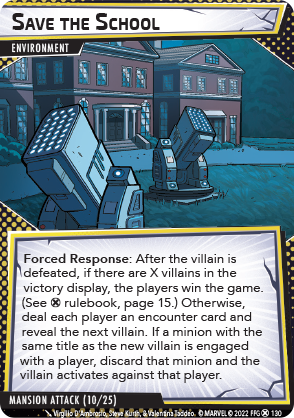 SAVE THE SCHOOL
ENVIRONMENT
Forced Response: After the villain is
defeated, if there are X villains in the
victory display, the players win the game.
(See rulebook, page 15.) Otherwise,
deal each player an encounter card and
reveal the next villain. If a minion with the
same title as the new villain is engaged
with a player, discard that minion and the
villain activates against that player.
MANSION ATTACK (10/25)
Virgilio D'Ambrosio, Steve Kurth, & Valentina Taddeo. © MARVEL © 2022 FFG 130